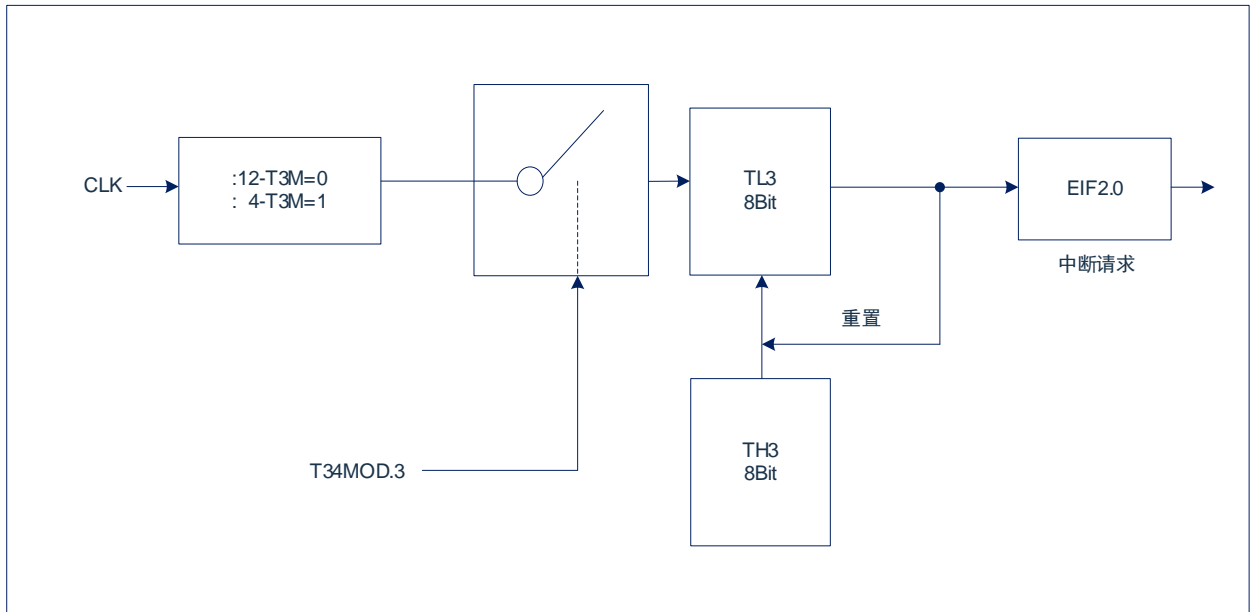 CLK
:12-T3M=0
: 4-T3M=1
TL3
8Bit
EIF2.0
中断请求
重置
T34MOD.3
TH3
8Bit